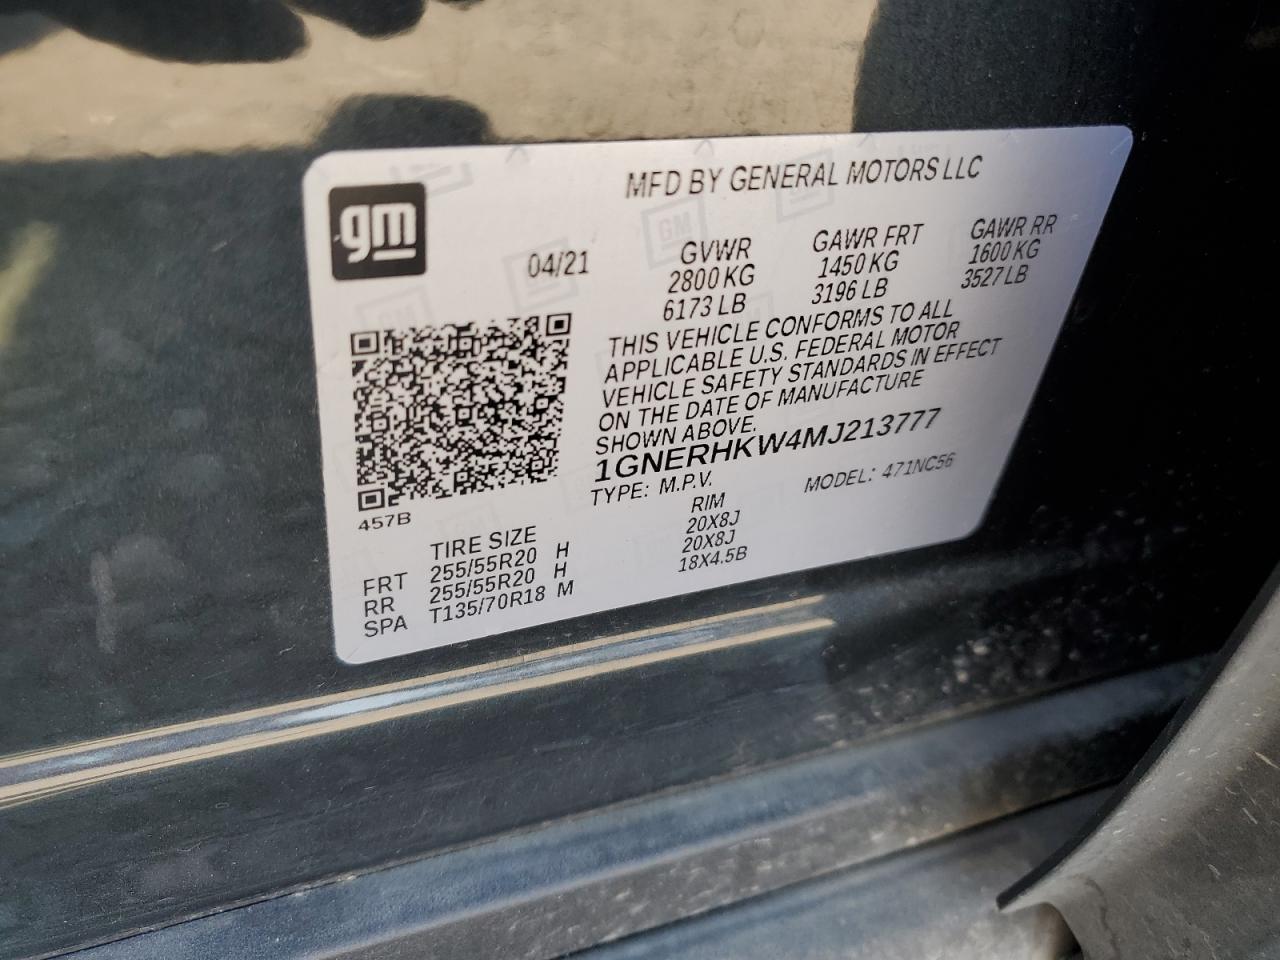 MFD BY GENERAL MOTORS LLC
gm
04/21
GVWR GAWR FRT GAWR RR
2800 KG 1450 KG 1600 KG
6173 LB 3196 LB 3527 LB
THIS VEHICLE CONFORMS TO ALL
APPLICABLE U.S. FEDERAL MOTOR
VEHICLE SAFETY STANDARDS IN EFFECT
ON THE DATE OF MANUFACTURE
SHOWN ABOVE.
1GNERHKW4MJ213777
TYPE: M.P.V. MODEL: 471NC56
457B
TIRE SIZE RIM
FRT 255/55R20 H 20X8J
RR 255/55R20 H 20X8J
SPA T135/70R18 M 18X4.5B